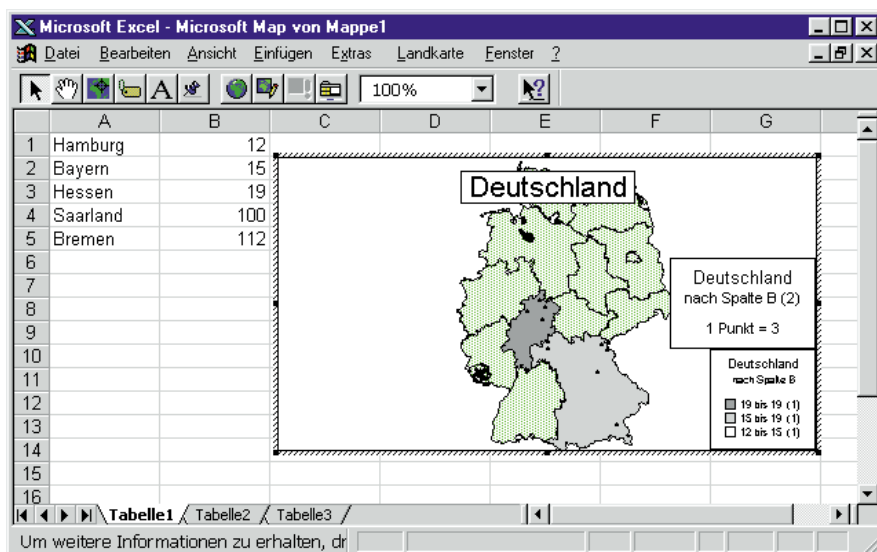 Microsoft Excel - Microsoft Map von Mappe1
Datei Bearbeiten Ansicht Einfügen Extras Landkarte Fenster ?
A 100% ?
A B C D E F G
1 Hamburg 12
2 Bayern 15
3 Hessen 19
4 Saarland 100
5 Bremen 112
6
7
8
9
10
11
12
13
14
15
16
Deutschland
Deutschland
nach Spalte B (2)
1 Punkt = 3
Deutschland
nach Spalte B
19 bis 19 (1)
15 bis 19 (1)
12 bis 15 (1)
Tabelle1 Tabelle2 Tabelle3
Um weitere Informationen zu erhalten, dr